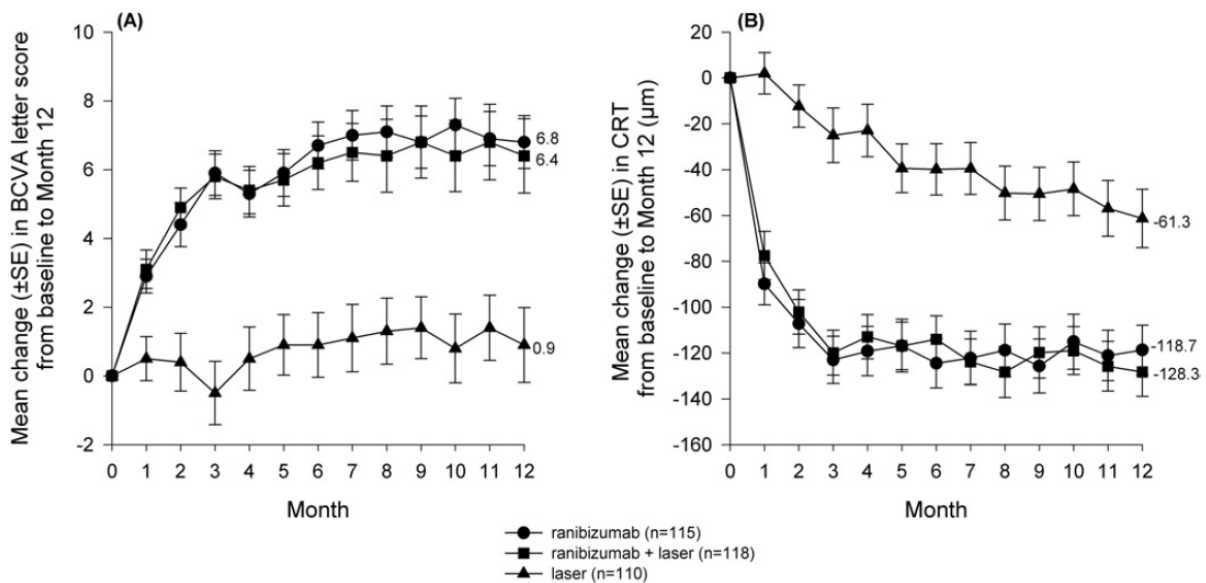 (A)
Mean change (±SE) in BCVA letter score
from baseline to Month 12
10
8
6
4
2
0
-2
6.8
6.4
0.9
0 1 2 3 4 5 6 7 8 9 10 11 12
Month
(B)
Mean change (±SE) in CRT
from baseline to Month 12 (μm)
20
0
-20
-40
-60
-80
-100
-120
-140
-160
-61.3
-118.7
-128.3
0 1 2 3 4 5 6 7 8 9 10 11 12
Month
ranibizumab (n=115)
ranibizumab + laser (n=118)
laser (n=110)